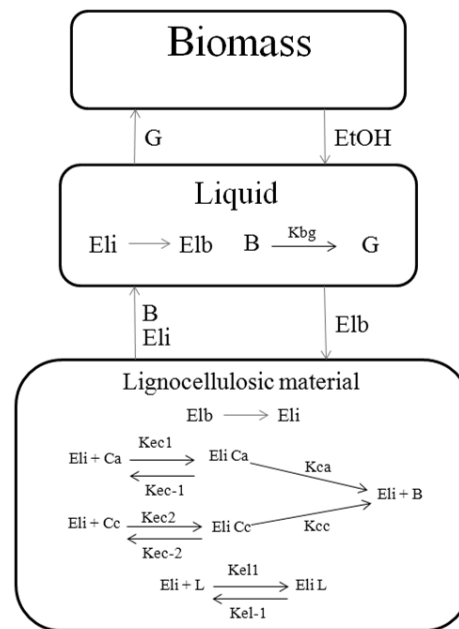 Biomass
G EtOH
Liquid
Eli Elb B Kbg G
B
Eli Elb
Lignocellulosic material
Elb Eli
Eli + Ca Kec1 Eli Ca Kca
Kec-1
Eli + B
Eli + Cc Kec2 Eli Cc Kcc
Kec-2
Eli + L Kel1 Eli L
Kel-1